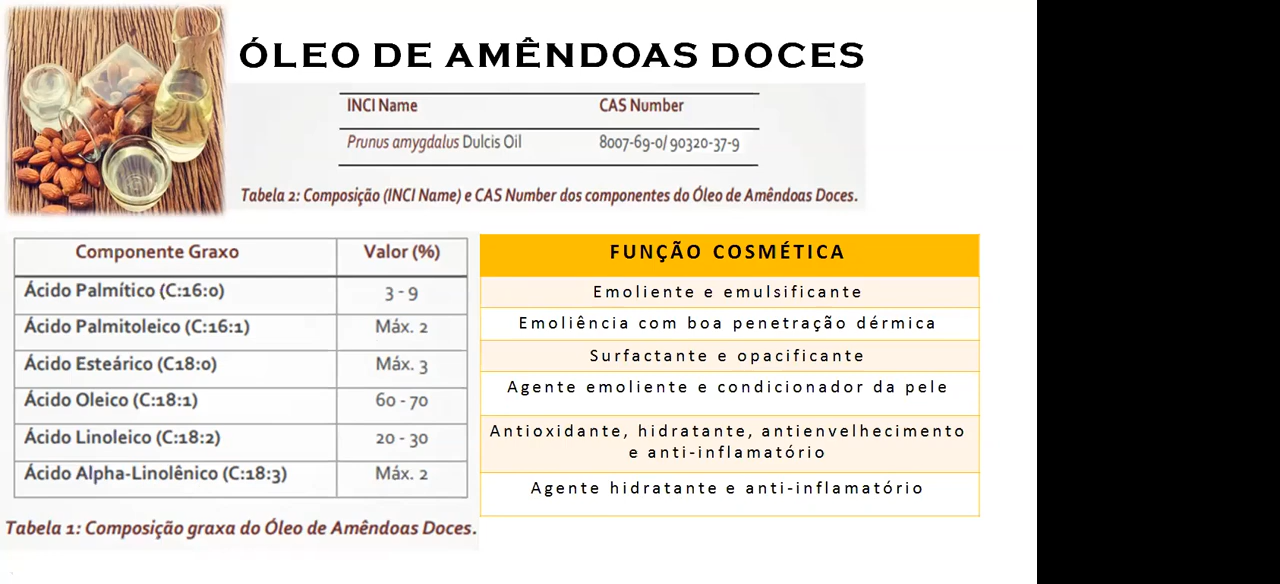 ÓLEO DE AMÊNDOAS DOCES
INCI Name CAS Number
Prunus amygdalus Dulcis Oil 8007-69-0/ 90320-37-9
Tabela 2: Composição (INCI Name) e CAS Number dos componentes do Óleo de Amêndoas Doces.
Componente Graxo Valor (%)
Ácido Palmítico (C:16:0) 3 - 9
Ácido Palmitoleico (C:16:1) Máx. 2
Ácido Esteárico (C18:0) Máx. 3
Ácido Oleico (C:18:1) 60 - 70
Ácido Linoleico (C:18:2) 20 - 30
Ácido Alpha-Linolênico (C:18:3) Máx. 2
Tabela 1: Composição graxa do Óleo de Amêndoas Doces.
FUNÇÃO COSMÉTICA
Emoliente e emulsificante
Emoliência com boa penetração dérmica
Surfactante e opacificante
Agente emoliente e condicionador da pele
Antioxidante, hidratante, antienvelhecimento
e anti-inflamatório
Agente hidratante e anti-inflamatório